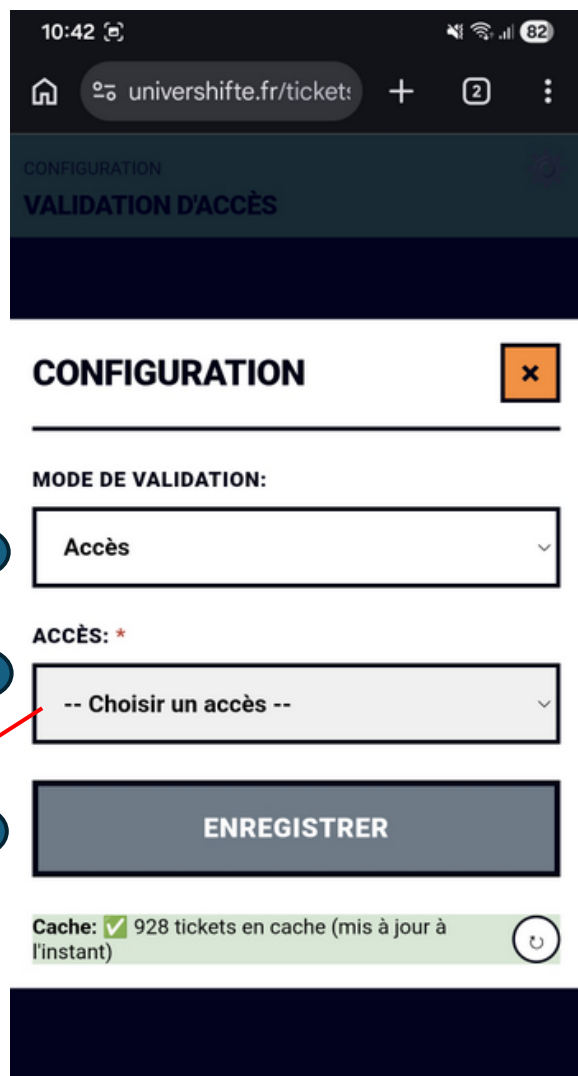 10:42
82
univershifte.fr/tickets
2
CONFIGURATION
VALIDATION D'ACCÈS
CONFIGURATION
MODE DE VALIDATION:
Accès
ACCÈS: *
-- Choisir un accès --
ENREGISTRER
Cache: ✅ 928 tickets en cache (mis à jour à
l'instant)